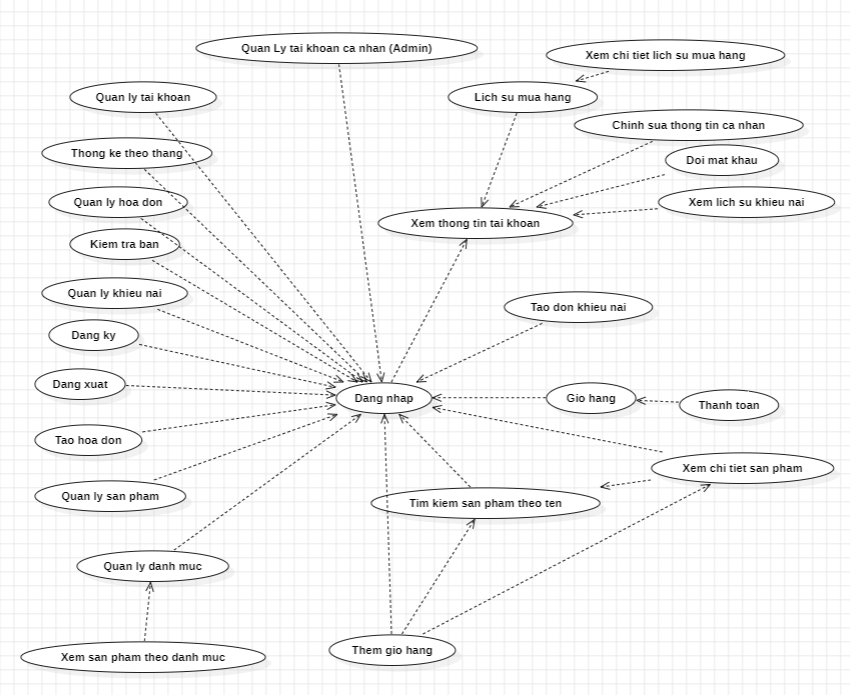 Quan Ly tai khoan ca nhan (Admin)
Xem chi tiet lich su mua hang
Quan ly tai khoan
Lich su mua hang
Chinh sua thong tin ca nhan
Thong ke theo thang
Doi mat khau
Quan ly hoa don
Xem lich su khieu nai
Xem thong tin tai khoan
Kiem tra ban
Quan ly khieu nai
Tao don khieu nai
Dang ky
Dang xuat
Dang nhap
Gio hang
Thanh toan
Tao hoa don
Xem chi tiet san pham
Quan ly san pham
Tim kiem san pham theo ten
Quan ly danh muc
Them gio hang
Xem san pham theo danh muc